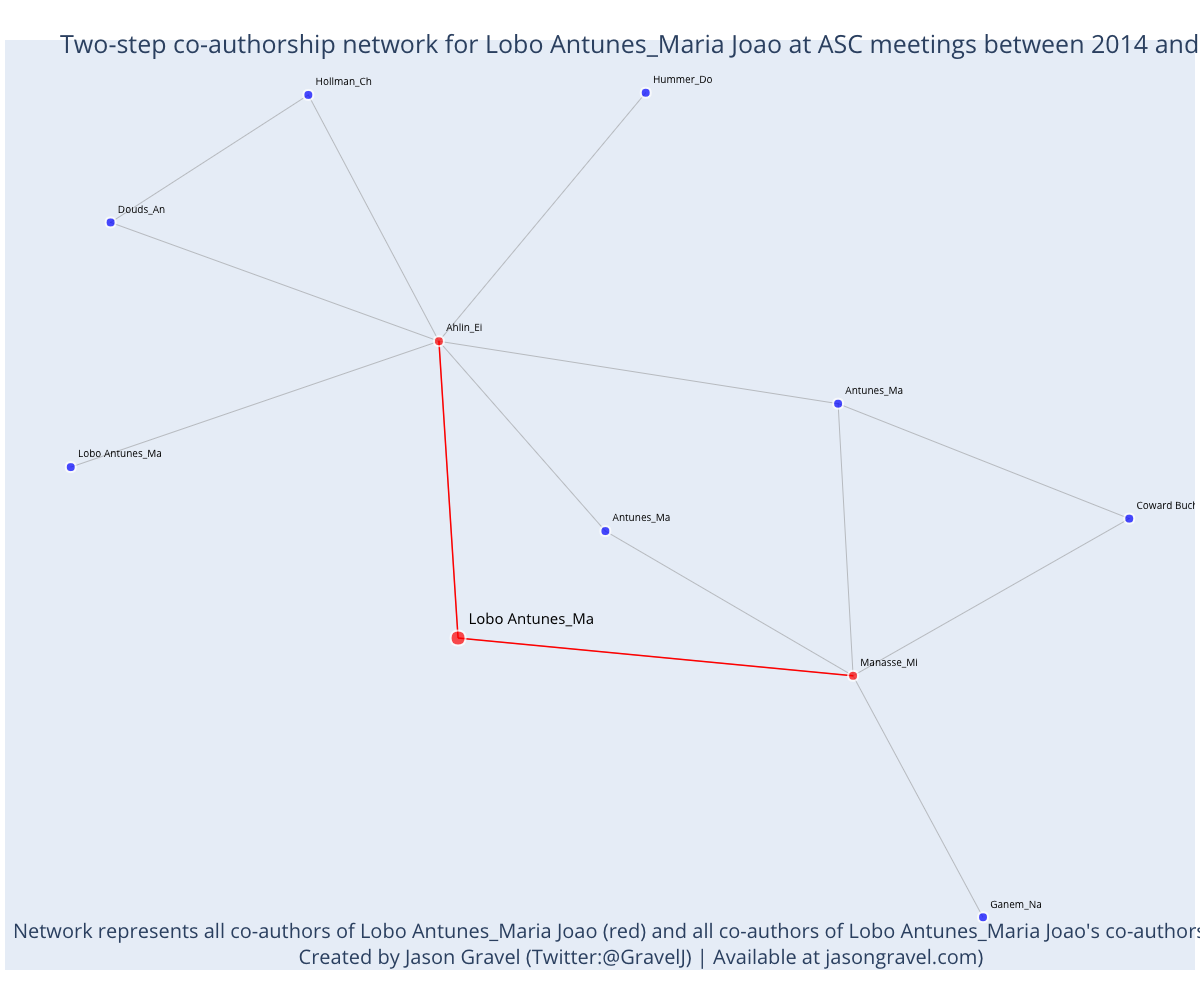 Two-step co-authorship network for Lobo Antunes_Maria Joao at ASC meetings between 2014 and
Hollman_Ch
Hummer_Do
Douds_An
Ahlin_Ei
Antunes_Ma
Lobo Antunes_Ma
Coward Buch
Antunes_Ma
Lobo Antunes_Ma
Manasse_Mi
Ganem_Na
Network represents all co-authors of Lobo Antunes_Maria Joao (red) and all co-authors of Lobo Antunes_Maria Joao's co-authors
Created by Jason Gravel (Twitter:@GravelJ) | Available at jasongravel.com)